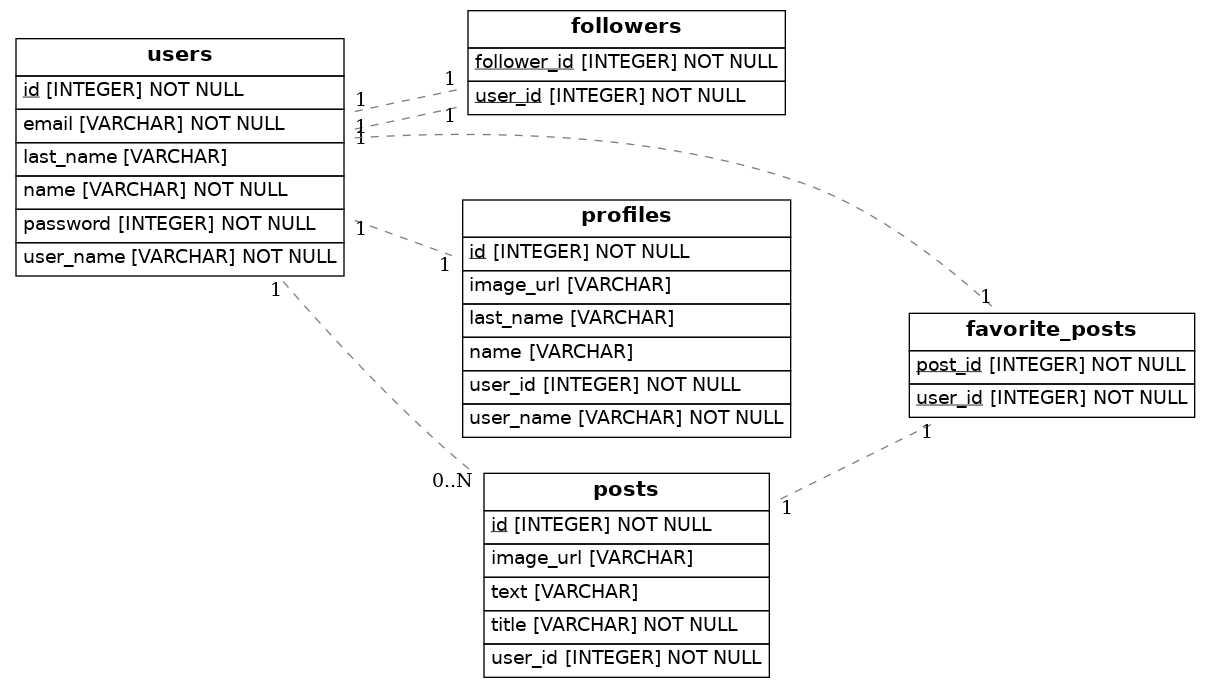 users
id [INTEGER] NOT NULL
email [VARCHAR] NOT NULL
last_name [VARCHAR]
name [VARCHAR] NOT NULL
password [INTEGER] NOT NULL
user_name [VARCHAR] NOT NULL
followers
follower_id [INTEGER] NOT NULL
user_id [INTEGER] NOT NULL
1
1
1
1
1
profiles
id [INTEGER] NOT NULL
image_url [VARCHAR]
last_name [VARCHAR]
name [VARCHAR]
user_id [INTEGER] NOT NULL
user_name [VARCHAR] NOT NULL
1
1
1
0..N
favorite_posts
post_id [INTEGER] NOT NULL
user_id [INTEGER] NOT NULL
1
1
1
posts
id [INTEGER] NOT NULL
image_url [VARCHAR]
text [VARCHAR]
title [VARCHAR] NOT NULL
user_id [INTEGER] NOT NULL